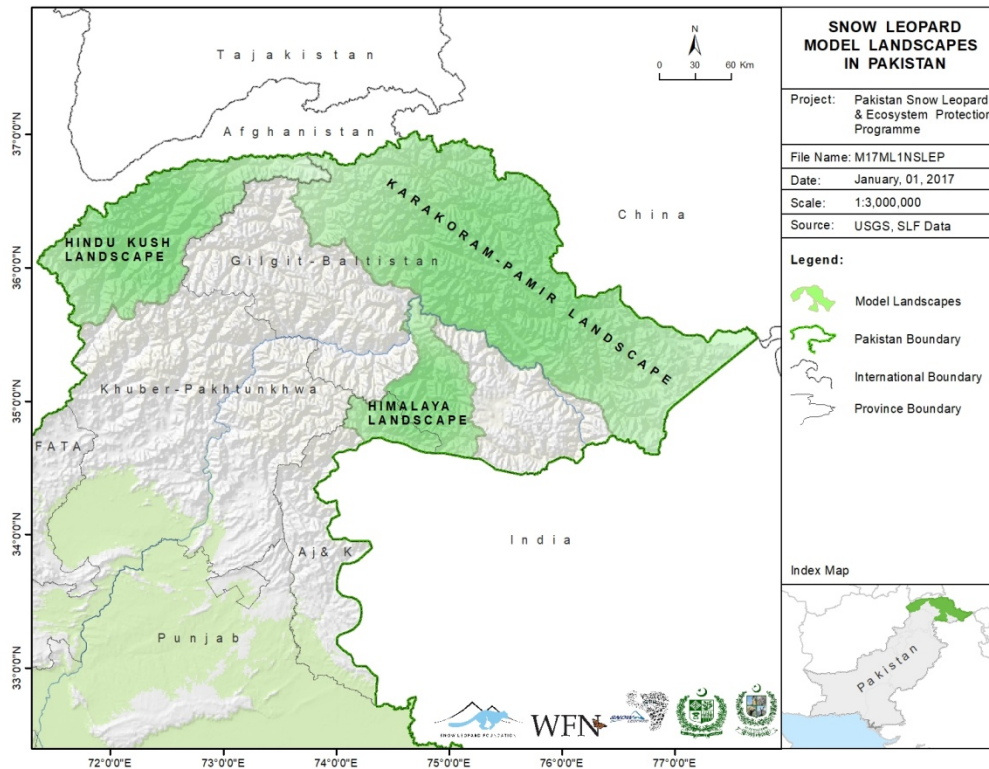 SNOW LEOPARD
MODEL LANDSCAPES
IN PAKISTAN
Project: Pakistan Snow Leopard
& Ecosystem Protection
Programme
File Name: M17ML1NSLEP
Date: January, 01, 2017
Scale: 1:3,000,000
Source: USGS, SLF Data
Legend:
Model Landscapes
Pakistan Boundary
International Boundary
Province Boundary
Index Map
Pakistan
N
0 30 60 Km
Tajakistan
Afghanistan
China
KARAKORAM-PAMIR LANDSCAPE
HINDU KUSH
LANDSCAPE
Gilgit-Baltistan
Khuber-Pakhtunkhwa
HIMALAYA
LANDSCAPE
FATA
India
Aj& K
Punjab
37°0'0"N
36°0'0"N
35°0'0"N
34°0'0"N
33°0'0"N
72°0'0"E
73°0'0"E
74°0'0"E
75°0'0"E
76°0'0"E
77°0'0"E
SNOW LEOPARD FOUNDATION
WFN